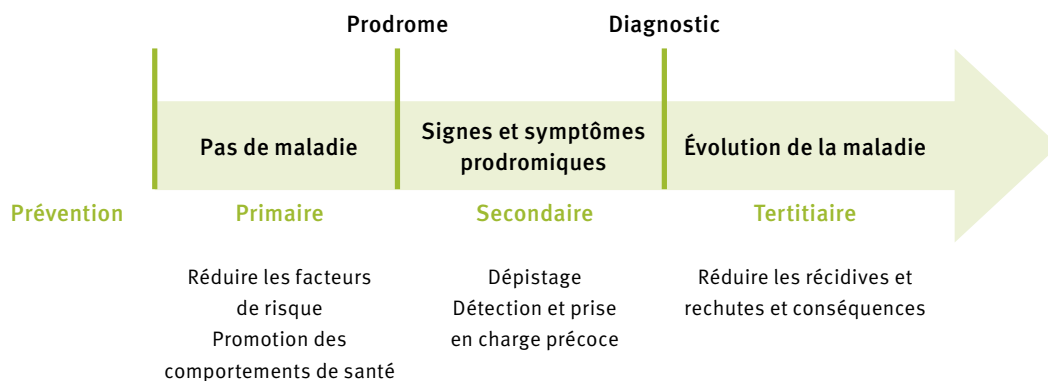 Prodrome
Diagnostic
Pas de maladie
Signes et symptômes
prodromiques
Évolution de la maladie
Prévention
Primaire
Secondaire
Tertitiaire
Réduire les facteurs
de risque
Promotion des
comportements de santé
Dépistage
Détection et prise
en charge précoce
Réduire les récidives et
rechutes et conséquences